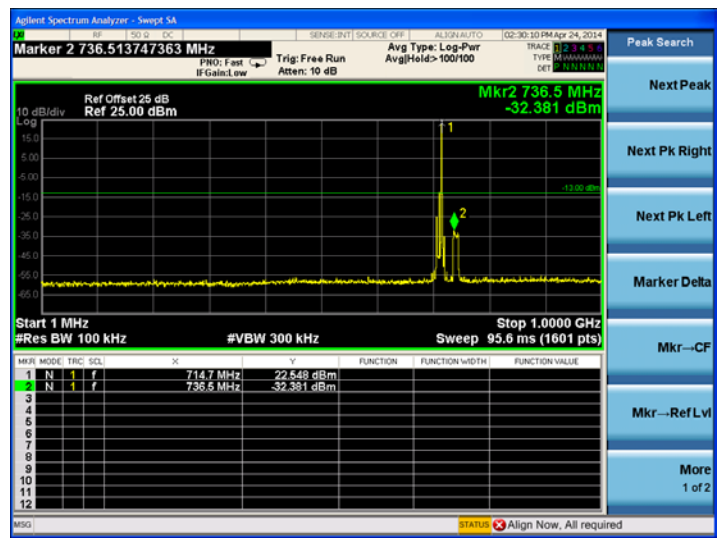 Agilent Spectrum Analyzer - Swept SA
RF 50 Ω DC SENSE:INT SOURCE OFF ALIGNAUTO 02:30:10 PM Apr 24, 2014
Marker 2 736.513747363 MHz
PNO: Fast
IFGain:Low
Trig: Free Run
Atten: 10 dB
Avg Type: Log-Pwr
Avg|Hold:>100/100
TRACE 1 2 3 4 5 6
TYPE
DET P N N N N N
Peak Search
Next Peak
Next Pk Right
Next Pk Left
Marker Delta
Mkr→CF
Mkr→Ref Lvl
More
1 of 2
Ref Offset 25 dB
10 dB/div Ref 25.00 dBm
Mkr2 736.5 MHz
-32.381 dBm
Log
15.0
5.00
-5.00
-15.0
-25.0
-35.0
-45.0
-55.0
-65.0
1
-13.00 dBm
2
Start 1 MHz Stop 1.0000 GHz
#Res BW 100 kHz #VBW 300 kHz Sweep 95.6 ms (1601 pts)
MKR MODE TRC SCL X Y FUNCTION FUNCTION WIDTH FUNCTION VALUE
1 N 1 f 714.7 MHz 22.548 dBm
2 N 1 f 736.5 MHz -32.381 dBm
3
4
5
6
7
8
9
10
11
12
MSG STATUS Align Now, All required